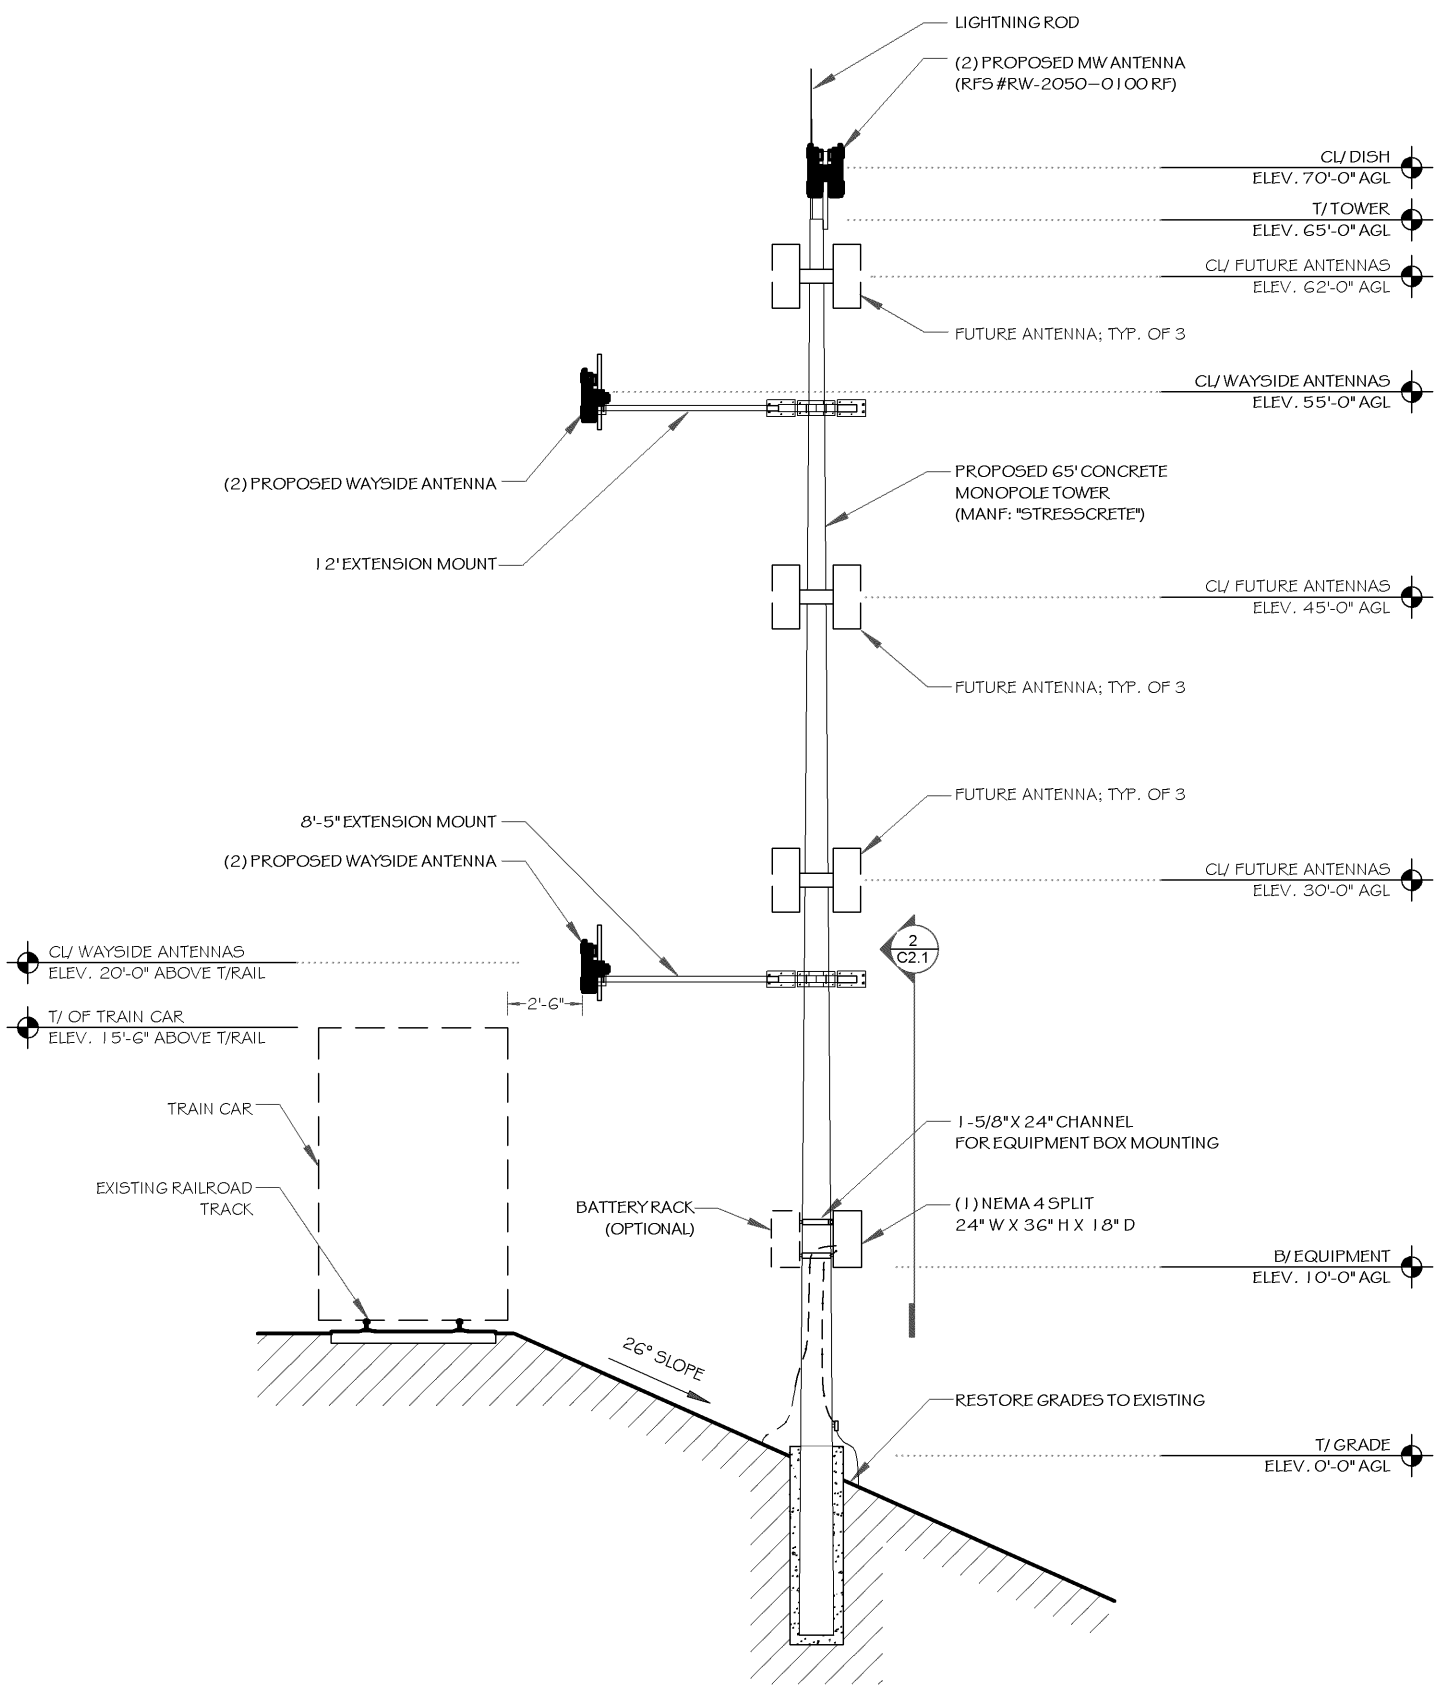 LIGHTNING ROD
(2) PROPOSED MW ANTENNA
(RFS #RW-2050-0100 RF)
CL/ DISH
ELEV. 70'-0" AGL
T/ TOWER
ELEV. 65'-0" AGL
CL/ FUTURE ANTENNAS
ELEV. 62'-0" AGL
FUTURE ANTENNA; TYP. OF 3
CL/ WAYSIDE ANTENNAS
ELEV. 55'-0" AGL
(2) PROPOSED WAYSIDE ANTENNA
PROPOSED 65' CONCRETE
MONOPOLE TOWER
(MANF: "STRESSCRETE")
12' EXTENSION MOUNT
CL/ FUTURE ANTENNAS
ELEV. 45'-0" AGL
FUTURE ANTENNA; TYP. OF 3
FUTURE ANTENNA; TYP. OF 3
8'-5" EXTENSION MOUNT
(2) PROPOSED WAYSIDE ANTENNA
CL/ FUTURE ANTENNAS
ELEV. 30'-0" AGL
2
C2.1
CL/ WAYSIDE ANTENNAS
ELEV. 20'-0" ABOVE T/RAIL
2'-6"
T/ OF TRAIN CAR
ELEV. 15'-6" ABOVE T/RAIL
TRAIN CAR
1-5/8" X 24" CHANNEL
FOR EQUIPMENT BOX MOUNTING
EXISTING RAILROAD
TRACK
BATTERY RACK
(OPTIONAL)
(1) NEMA 4 SPLIT
24" W X 36" H X 18" D
B/ EQUIPMENT
ELEV. 10'-0" AGL
26° SLOPE
RESTORE GRADES TO EXISTING
T/ GRADE
ELEV. 0'-0" AGL